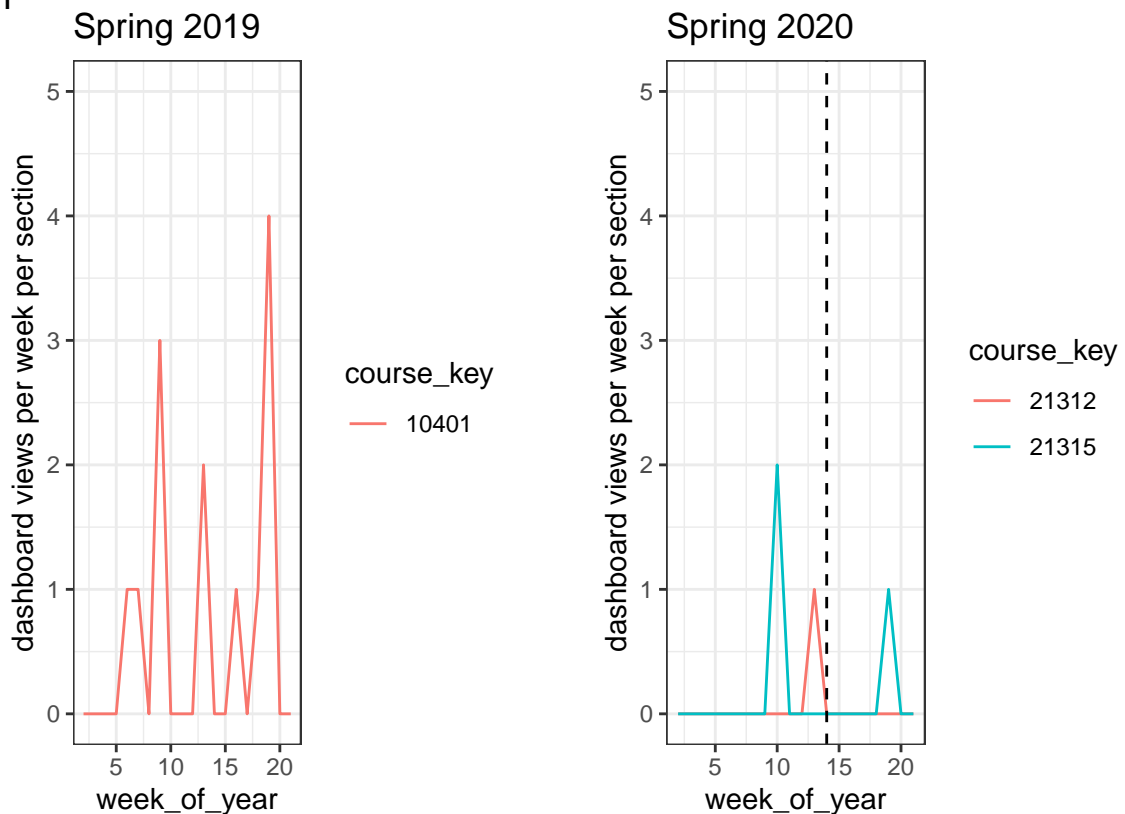 Spring 2019
5
4
3
2
1
0
5 10 15 20
week_of_year
dashboard views per week per section
course_key
10401
Spring 2020
5
4
3
2
1
0
5 10 15 20
week_of_year
dashboard views per week per section
course_key
21312
21315